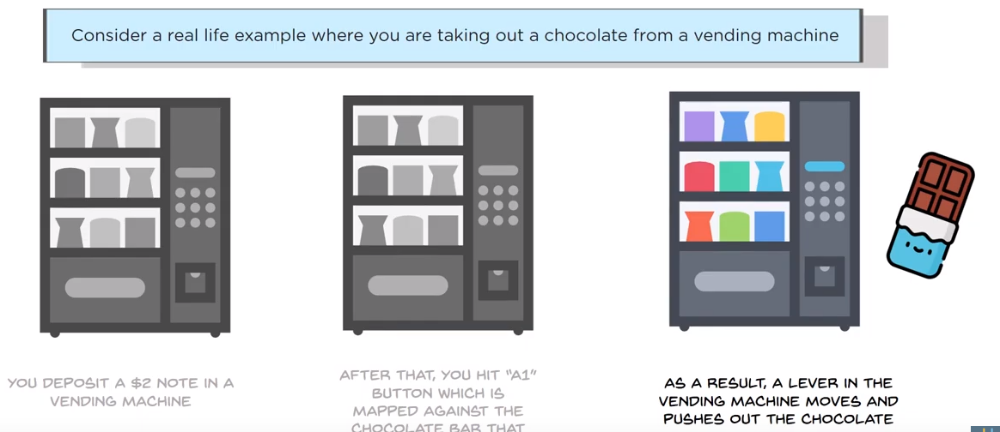 Consider a real life example where you are taking out a chocolate from a vending machine
YOU DEPOSIT A $2 NOTE IN A
VENDING MACHINE
AFTER THAT, YOU HIT "A1"
BUTTON WHICH IS
MAPPED AGAINST THE
CHOCOLATE BAR THAT
AS A RESULT, A LEVER IN THE
VENDING MACHINE MOVES AND
PUSHES OUT THE CHOCOLATE